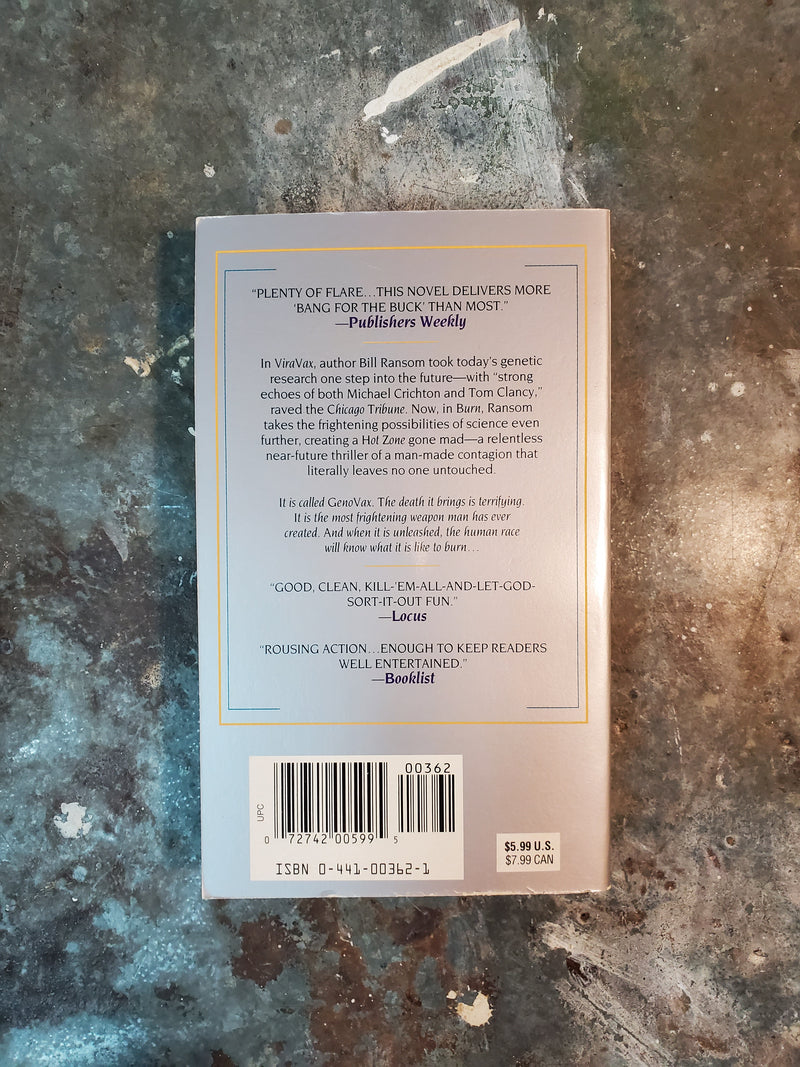 “PLENTY OF FLARE...THIS NOVEL DELIVERS MORE
‘BANG FOR THE BUCK’ THAN MOST.”
—Publishers Weekly
In ViraVax, author Bill Ransom took today’s genetic
research one step into the future—with “strong
echoes of both Michael Crichton and Tom Clancy,”
raved the Chicago Tribune. Now, in Burn, Ransom
takes the frightening possibilities of science even
further, creating a Hot Zone gone mad—a relentless
near-future thriller of a man-made contagion that
literally leaves no one untouched.
It is called GenoVax. The death it brings is terrifying.
It is the most frightening weapon man has ever
created. And when it is unleashed, the human race
will know what it is like to burn...
“GOOD, CLEAN, KILL-’EM-ALL-AND-LET-GOD-
SORT-IT-OUT FUN.”
—Locus
“ROUSING ACTION...ENOUGH TO KEEP READERS
WELL ENTERTAINED.”
—Booklist
00362
UPC
0 72742 00599 5
ISBN 0-441-00362-1
$5.99 U.S.
$7.99 CAN